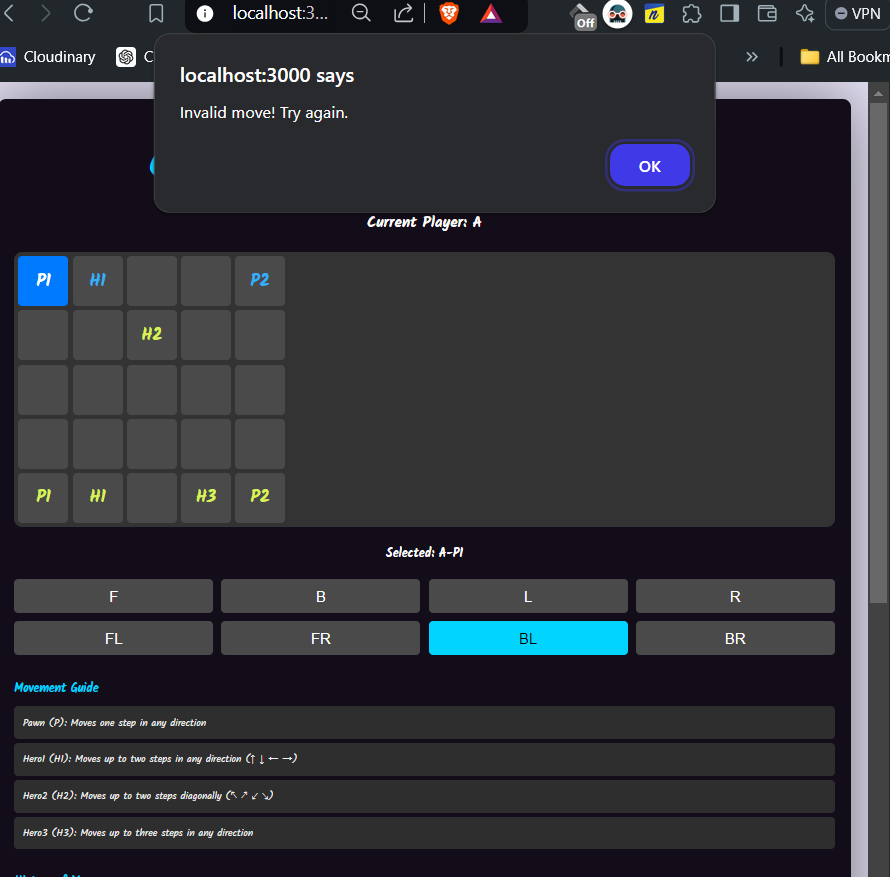 localhost:3...
Off
n
VPN
Cloudinary
C
»
All Bookm
localhost:3000 says
Invalid move! Try again.
OK
Current Player: A
P1 H1 P2
H2
P1 H1 H3 P2
Selected: A-P1
F B L R
FL FR BL BR
Movement Guide
Pawn (P): Moves one step in any direction
Hero1 (H1): Moves up to two steps in any direction (↑ ↓ ← →)
Hero2 (H2): Moves up to two steps diagonally (↖ ↗ ↙ ↘)
Hero3 (H3): Moves up to three steps in any direction